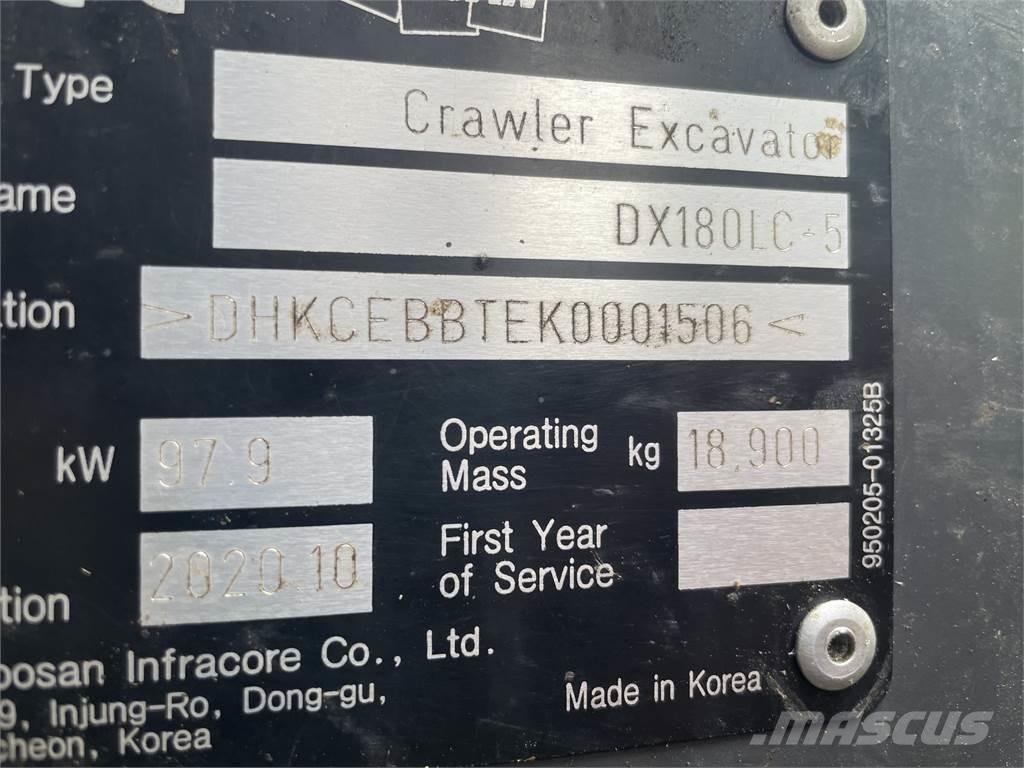 Type Crawler Excavator
ame DX180LC-5
tion > DHKCEBBTEK0001506 <
kW 97.9 Operating Mass kg 18,900
tion 2020.10 First Year of Service
oosan Infracore Co., Ltd.
9, Injung-Ro, Dong-gu,
cheon, Korea
Made in Korea
950205-01325B
MASCUS